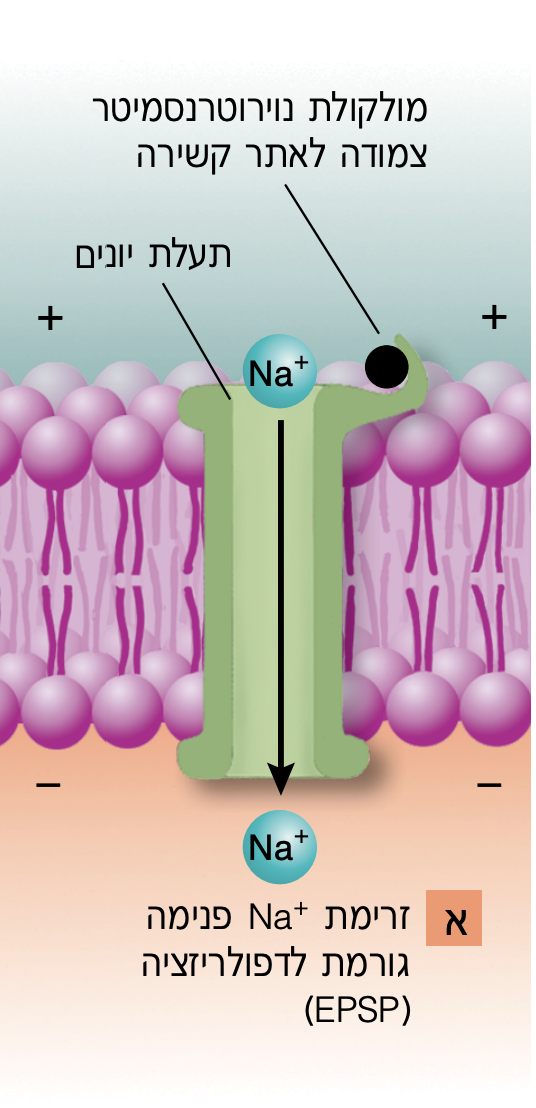 מולקולת נוירוטרנסמיטר
צמודה לאתר קשירה
תעלת יונים
+ +
Na⁺
– –
Na⁺
א
זרימת Na⁺ פנימה
גורמת לדפולריזציה
(EPSP)